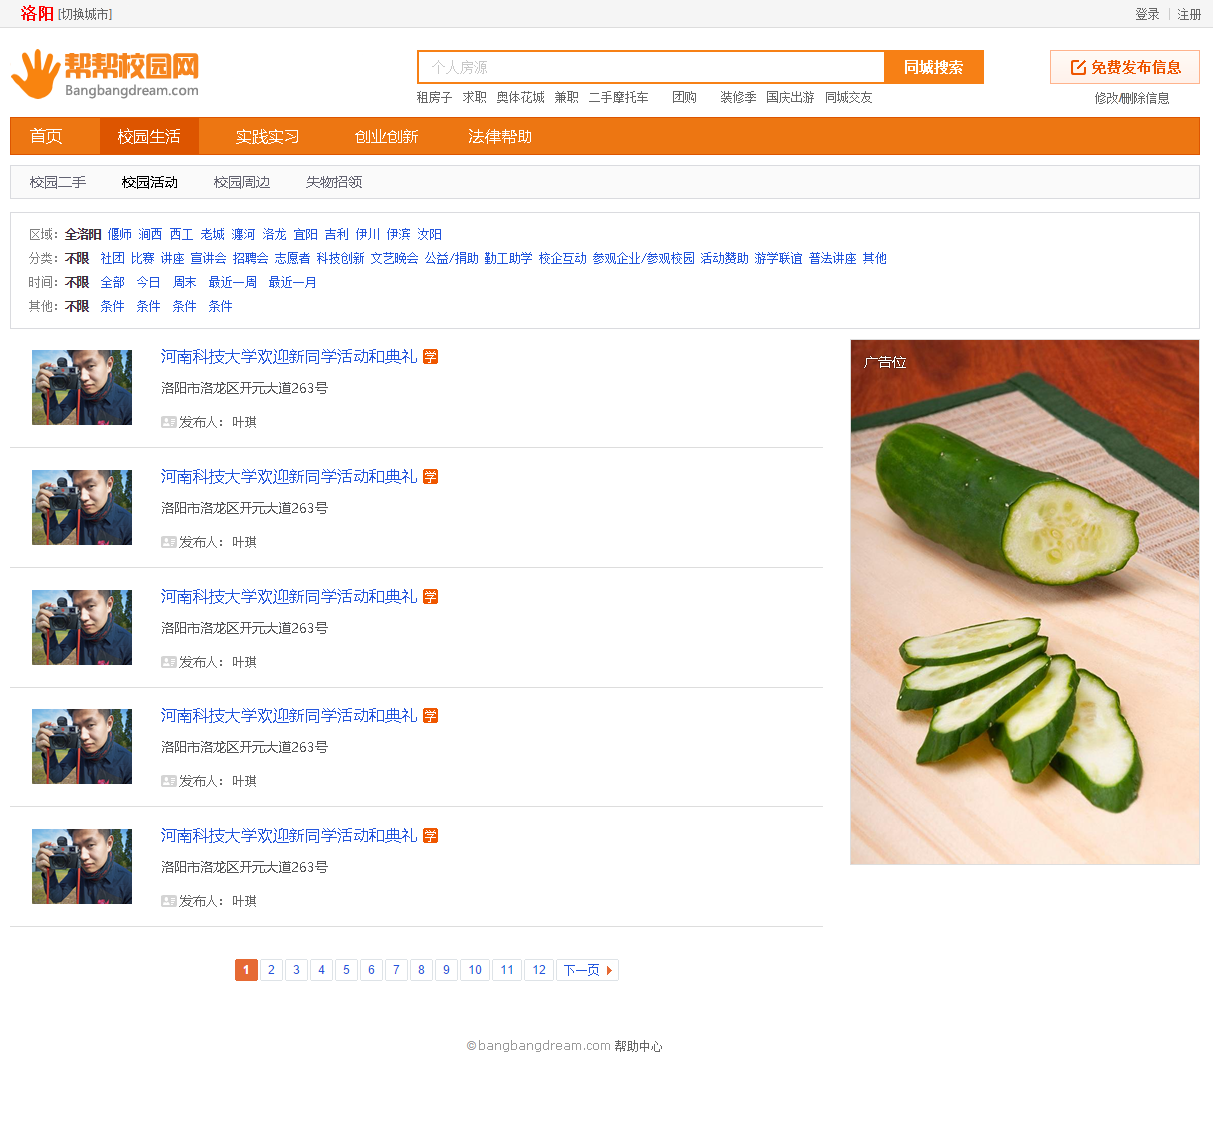 洛阳 [切换城市] 登录 | 注册
帮帮校园网
Bangbangdream.com
个人房源 同城搜索
免费发布信息
租房子 求职 奥体花城 兼职 二手摩托车 团购 装修季 国庆出游 同城交友
修改/删除信息
首页 校园生活 实践实习 创业创新 法律帮助
校园二手 校园活动 校园周边 失物招领
区域：全洛阳 偃师 涧西 西工 老城 瀍河 洛龙 宜阳 吉利 伊川 伊滨 汝阳
分类：不限 社团 比赛 讲座 宣讲会 招聘会 志愿者 科技创新 文艺晚会 公益/捐助 勤工助学 校企互动 参观企业/参观校园 活动赞助 游学联谊 普法讲座 其他
时间：不限 全部 今日 周末 最近一周 最近一月
其他：不限 条件 条件 条件 条件
河南科技大学欢迎新同学活动和典礼 学
洛阳市洛龙区开元大道263号
发布人：叶琪
河南科技大学欢迎新同学活动和典礼 学
洛阳市洛龙区开元大道263号
发布人：叶琪
河南科技大学欢迎新同学活动和典礼 学
洛阳市洛龙区开元大道263号
发布人：叶琪
河南科技大学欢迎新同学活动和典礼 学
洛阳市洛龙区开元大道263号
发布人：叶琪
河南科技大学欢迎新同学活动和典礼 学
洛阳市洛龙区开元大道263号
发布人：叶琪
广告位
1 2 3 4 5 6 7 8 9 10 11 12 下一页
©bangbangdream.com 帮助中心